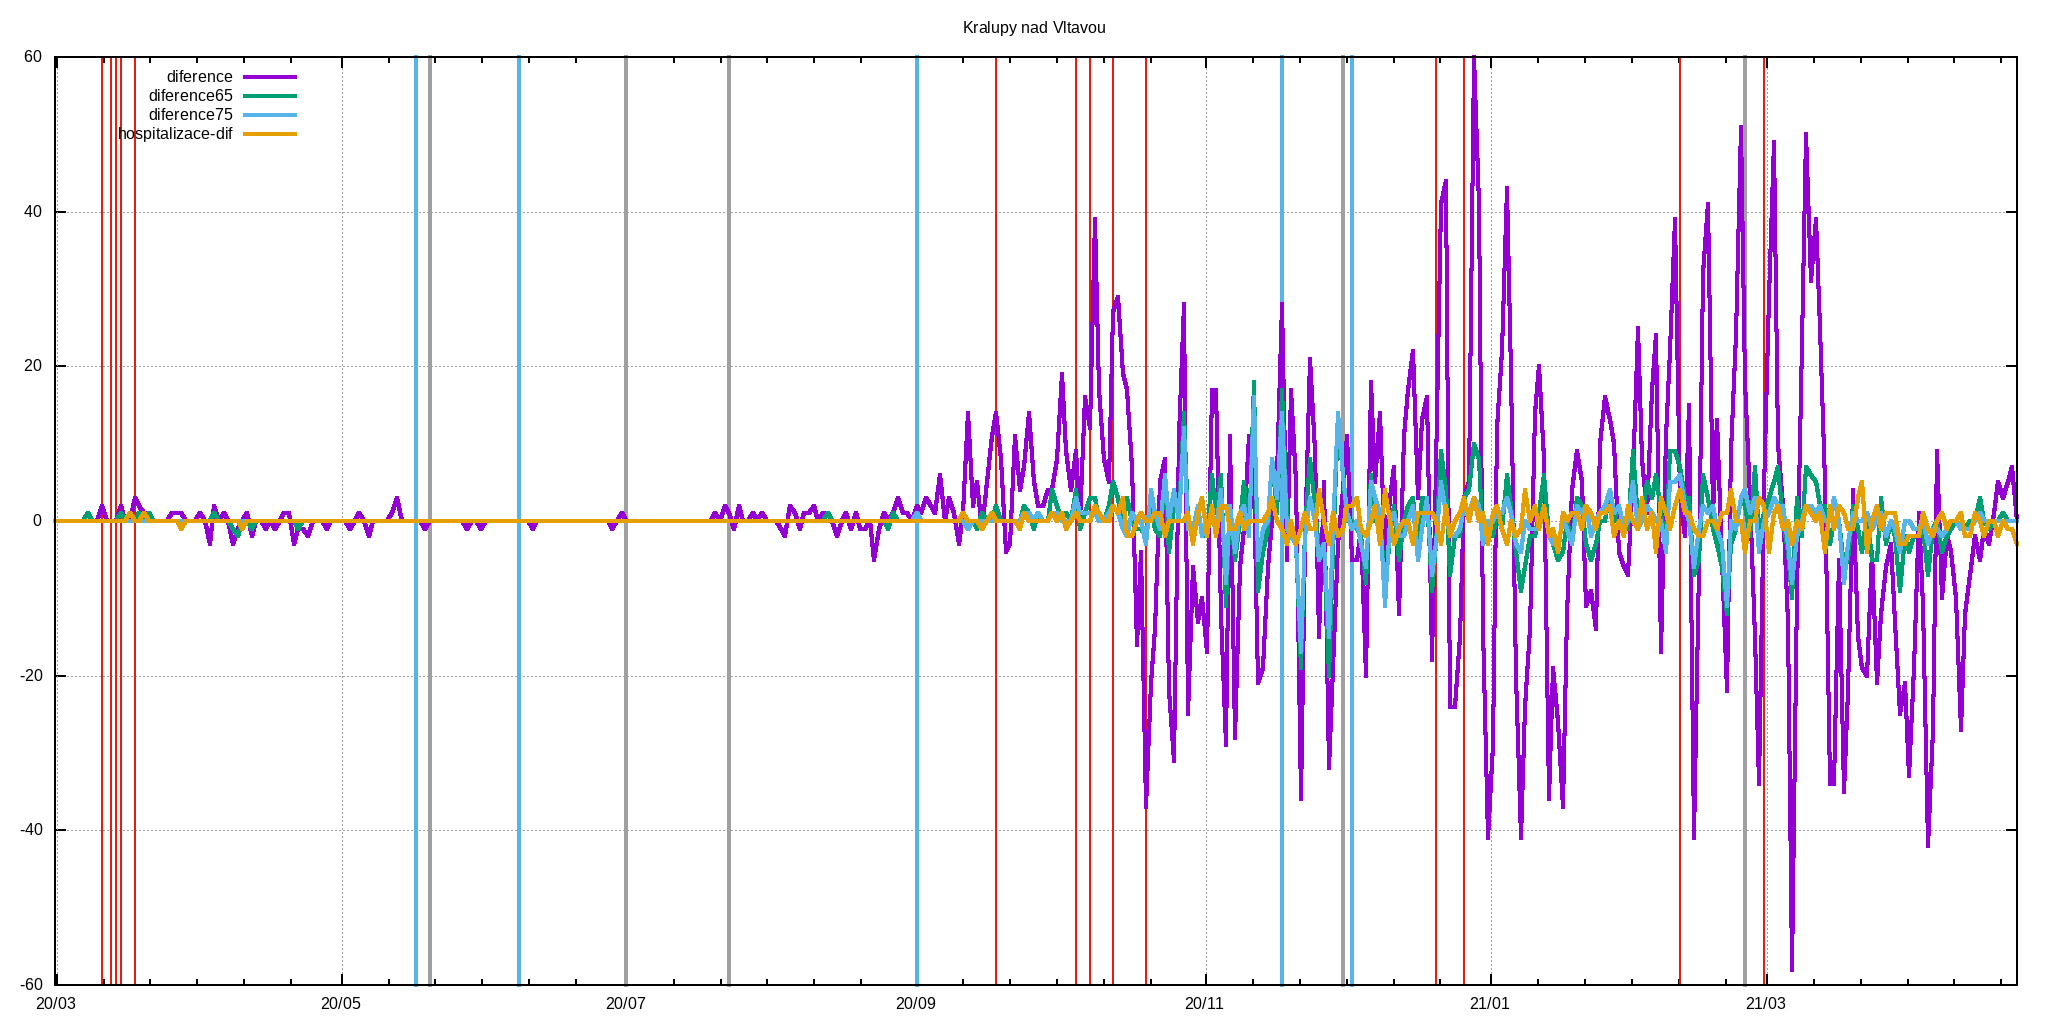 Kralupy nad Vltavou
60
diference
diference65
diference75
hospitalizace-dif
40
20
0
-20
-40
-60
20/03 20/05 20/07 20/09 20/11 21/01 21/03